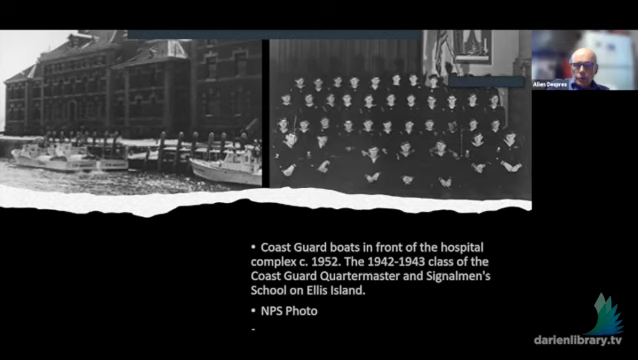 Allen Despres
▪ Coast Guard boats in front of the hospital
complex c. 1952. The 1942-1943 class of the
Coast Guard Quartermaster and Signalmen's
School on Ellis Island.
▪ NPS Photo
-
darienlibrary.tv